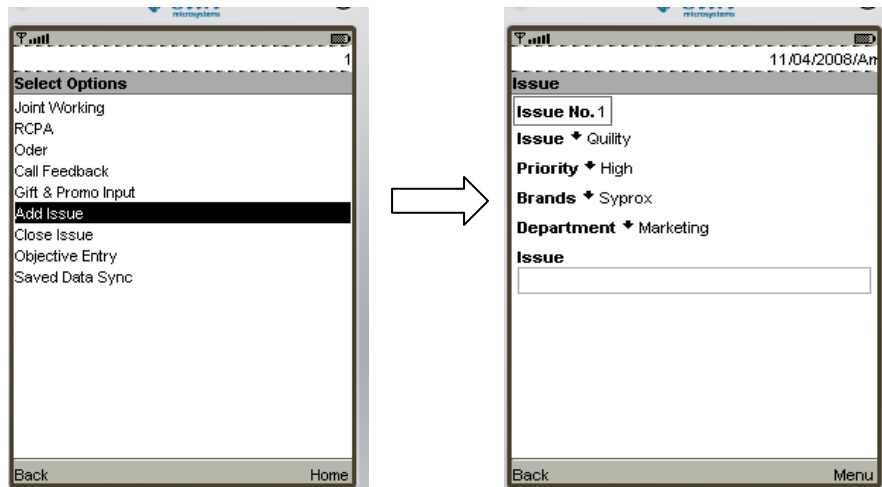 microsystems
1
Select Options
Joint Working
RCPA
Oder
Call Feedback
Gift & Promo Input
Add Issue
Close Issue
Objective Entry
Saved Data Sync
Back Home
microsystems
11/04/2008/Am
Issue
Issue No. 1
Issue Quility
Priority High
Brands Syprox
Department Marketing
Issue
Back Menu